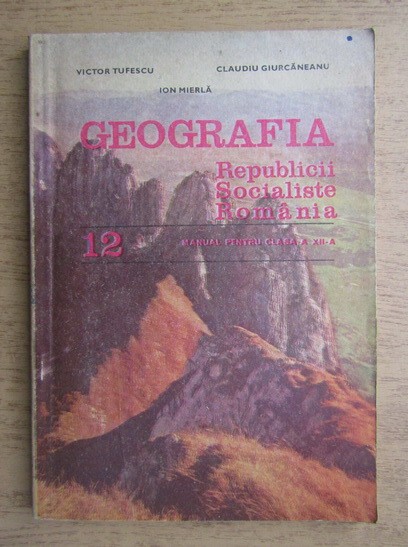 VICTOR TUFESCU CLAUDIU GIURCĂNEANU
ION MIERLĂ
GEOGRAFIA
Republicii
Socialiste
România
12 MANUAL PENTRU CLASA A XII-A